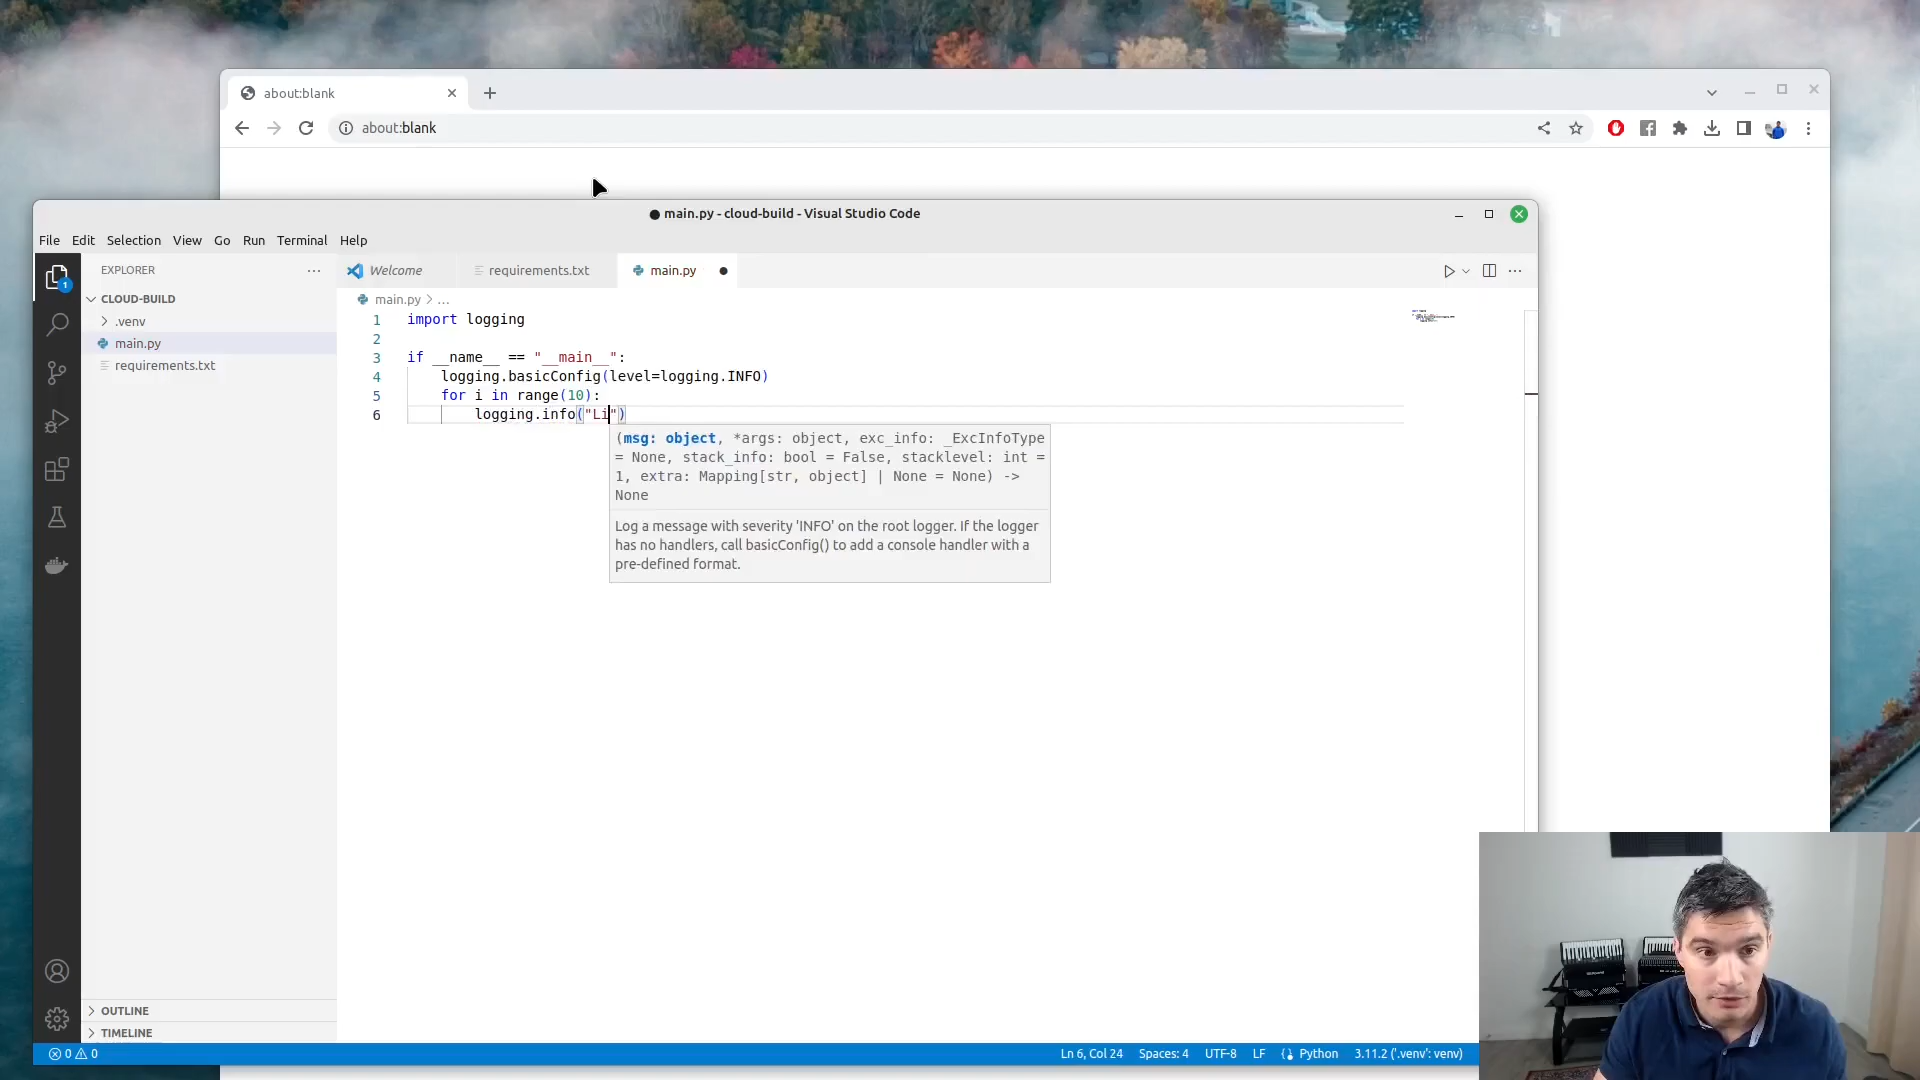 about:blank
about:blank
main.py - cloud-build - Visual Studio Code
File Edit Selection View Go Run Terminal Help
EXPLORER
Welcome requirements.txt main.py
CLOUD-BUILD
main.py > ...
.venv
main.py
requirements.txt
1
1 import logging
2
3 if __name__ == "__main__":
4 logging.basicConfig(level=logging.INFO)
5 for i in range(10):
6 logging.info("Li")
(msg: object, *args: object, exc_info: _ExcInfoType
= None, stack_info: bool = False, stacklevel: int =
1, extra: Mapping[str, object] | None = None) ->
None
Log a message with severity 'INFO' on the root logger. If the logger
has no handlers, call basicConfig() to add a console handler with a
pre-defined format.
OUTLINE
TIMELINE
0 0 Ln 6, Col 24 Spaces: 4 UTF-8 LF Python 3.11.2 ('.venv': venv)